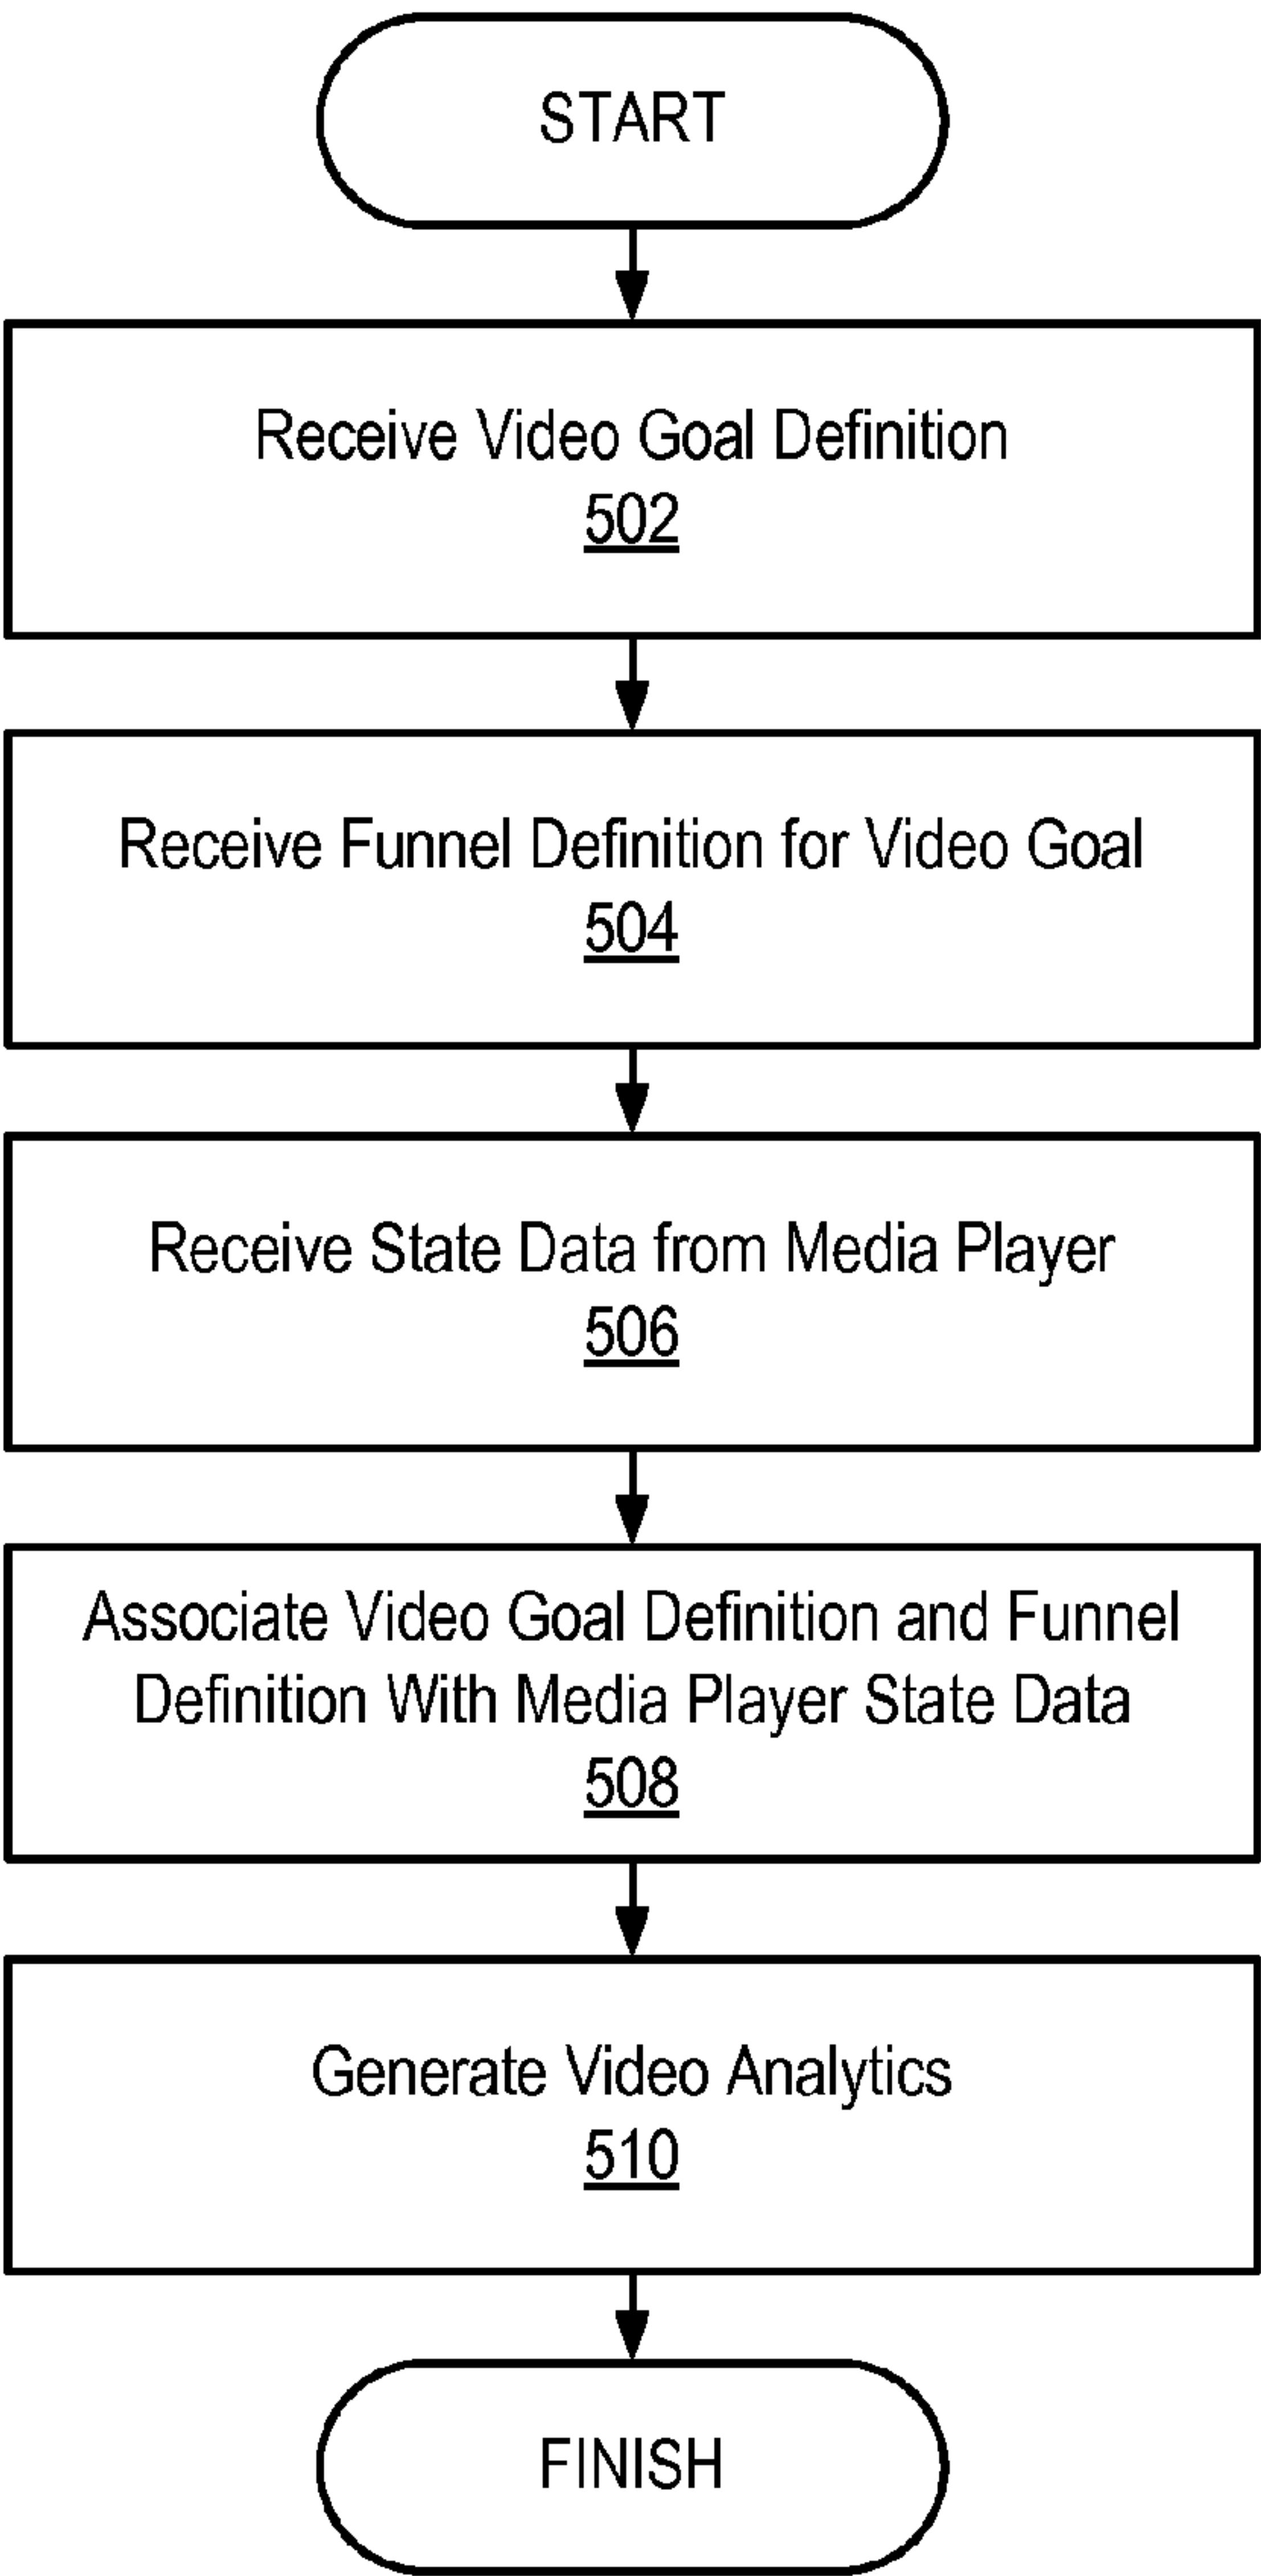 START
Receive Video Goal Definition
502
Receive Funnel Definition for Video Goal
504
Receive State Data from Media Player
506
Associate Video Goal Definition and Funnel
Definition With Media Player State Data
508
Generate Video Analytics
510
FINISH